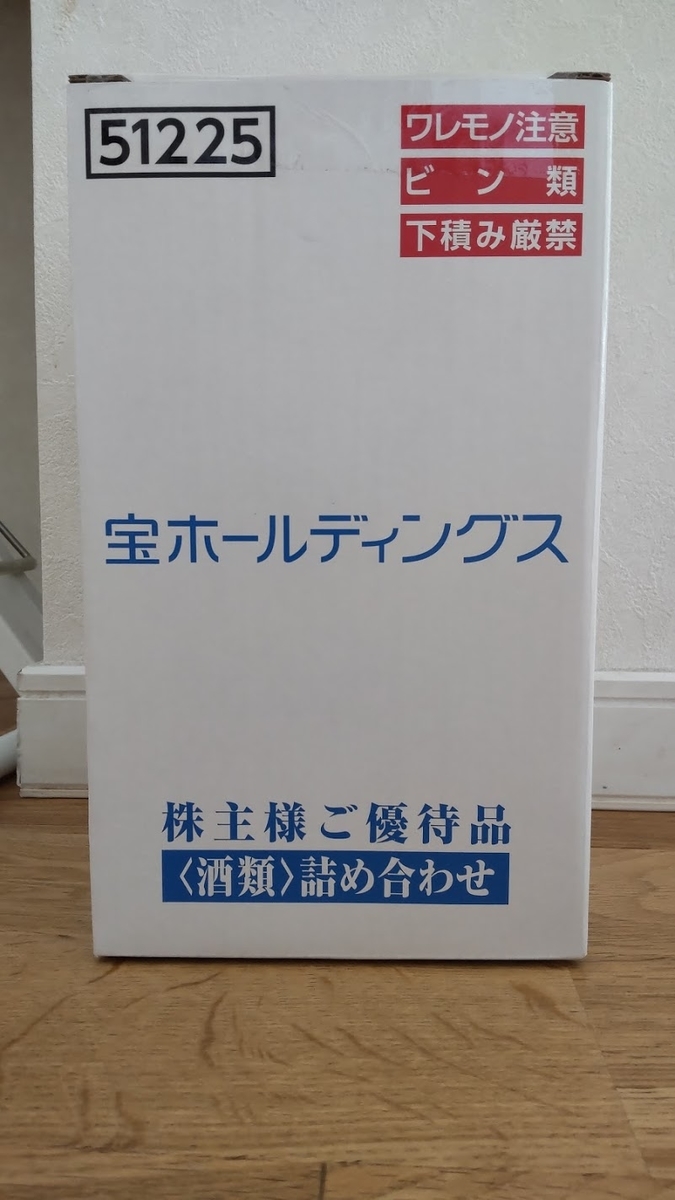 51225
ワレモノ注意
ビン類
下積み厳禁
宝ホールディングス
株主様ご優待品
〈酒類〉詰め合わせ